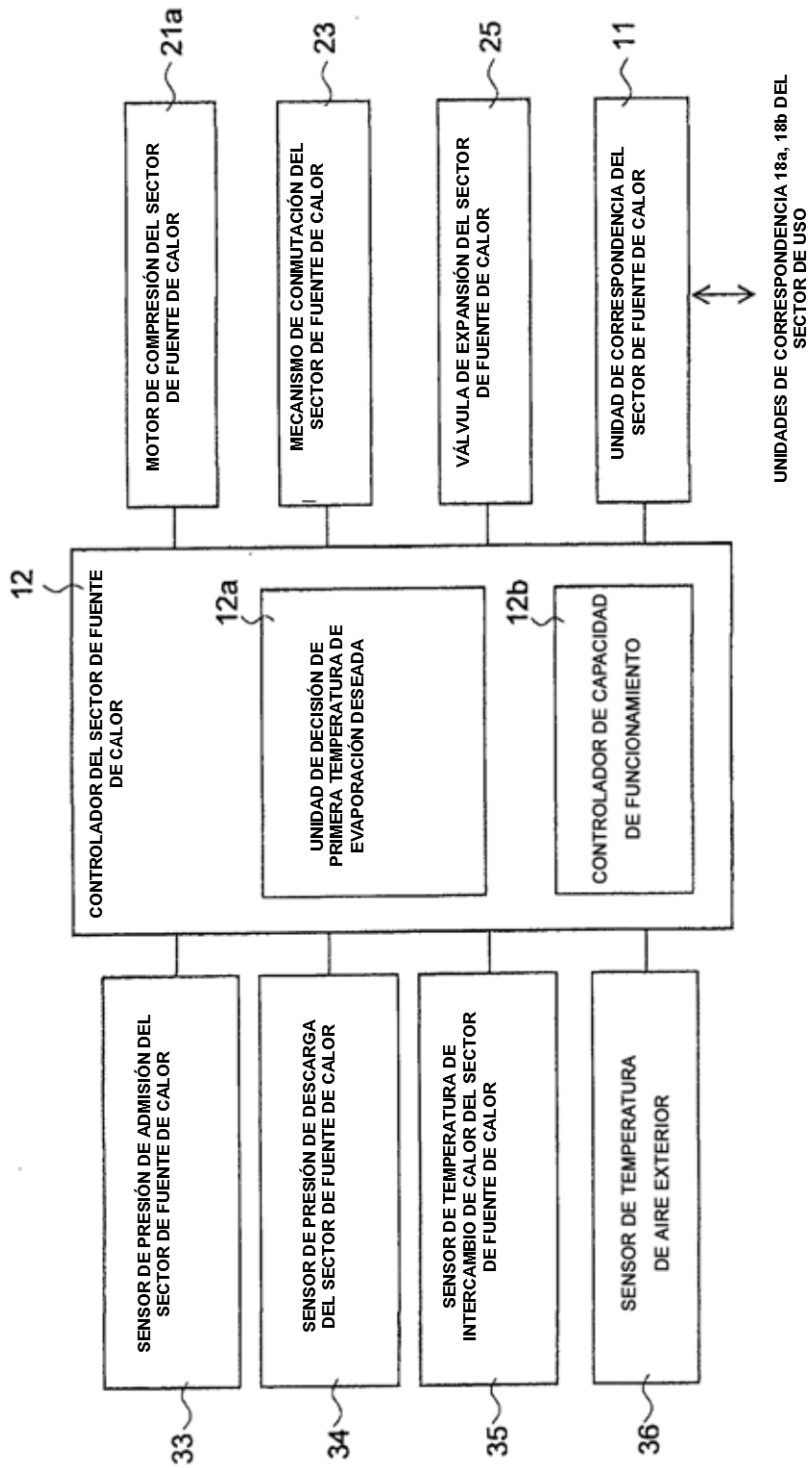 33
SENSOR DE PRESIÓN DE ADMISIÓN DEL
SECTOR DE FUENTE DE CALOR
34
SENSOR DE PRESIÓN DE DESCARGA
DEL SECTOR DE FUENTE DE CALOR
35
SENSOR DE TEMPERATURA DE
INTERCAMBIO DE CALOR DEL SECTOR
DE FUENTE DE CALOR
36
SENSOR DE TEMPERATURA
DE AIRE EXTERIOR
12
CONTROLADOR DEL SECTOR DE FUENTE
DE CALOR
12a
UNIDAD DE DECISIÓN DE
PRIMERA TEMPERATURA DE
EVAPORACIÓN DESEADA
12b
CONTROLADOR DE CAPACIDAD
DE FUNCIONAMIENTO
21a
MOTOR DE COMPRESIÓN DEL SECTOR
DE FUENTE DE CALOR
23
MECANISMO DE CONMUTACIÓN DEL
SECTOR DE FUENTE DE CALOR
25
VÁLVULA DE EXPANSIÓN DEL SECTOR
DE FUENTE DE CALOR
11
UNIDAD DE CORRESPONDENCIA DEL
SECTOR DE FUENTE DE CALOR
UNIDADES DE CORRESPONDENCIA 18a, 18b DEL
SECTOR DE USO